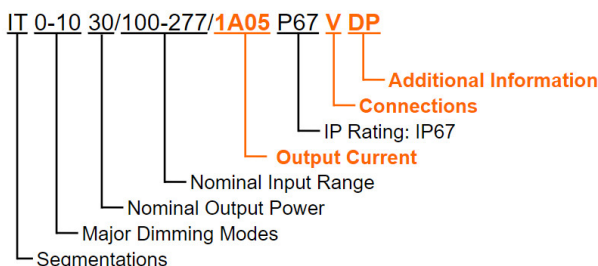 IT 0-10 30/100-277/1A05 P67 V DP
Additional Information
Connections
IP Rating: IP67
Output Current
Nominal Input Range
Nominal Output Power
Major Dimming Modes
Segmentations